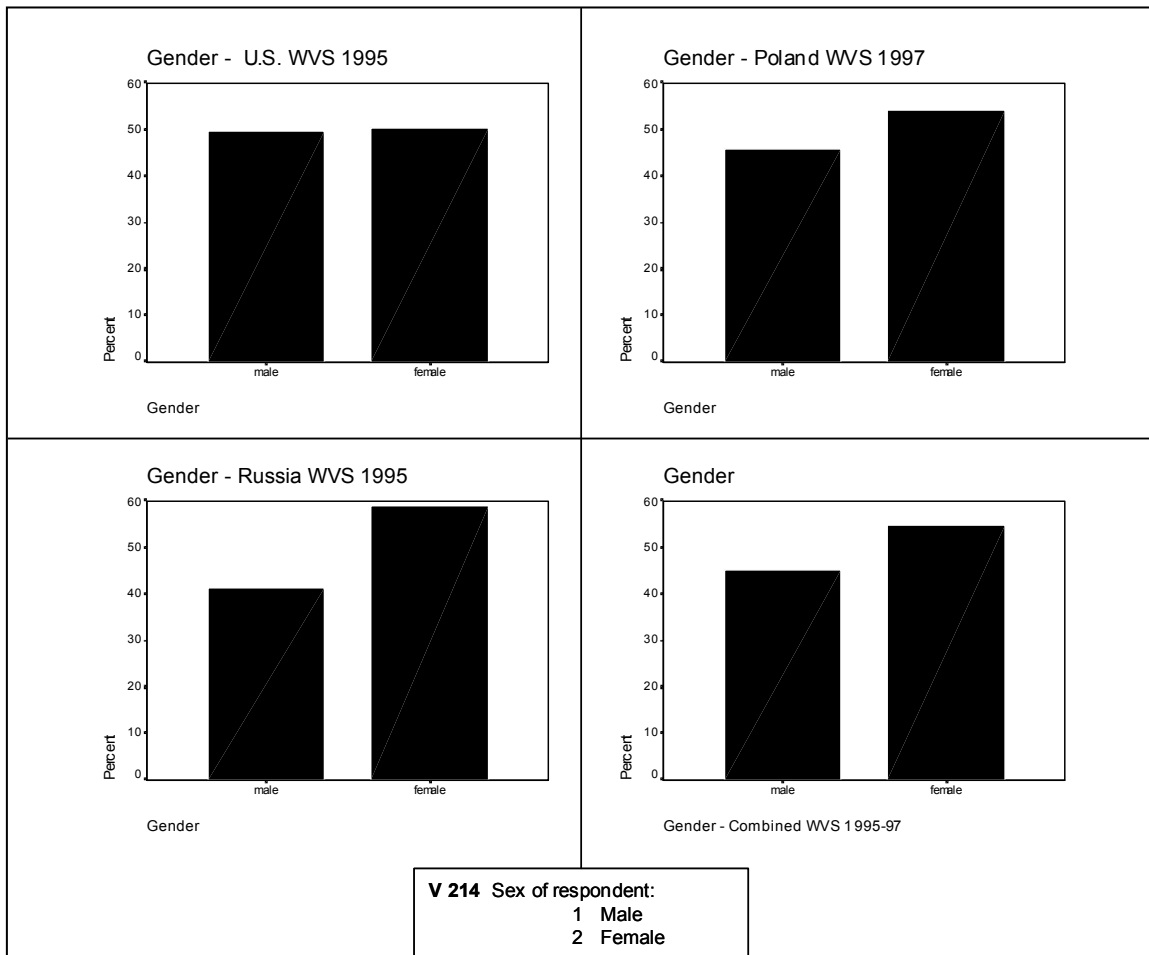 Gender - U.S. WVS 1995
60
50
40
30
20
10
0
Percent
male female
Gender
Gender - Poland WVS 1997
60
50
40
30
20
10
0
Percent
male female
Gender
Gender - Russia WVS 1995
60
50
40
30
20
10
0
Percent
male female
Gender
Gender
60
50
40
30
20
10
0
Percent
male female
Gender - Combined WVS 1995-97
V 214 Sex of respondent:
1 Male
2 Female